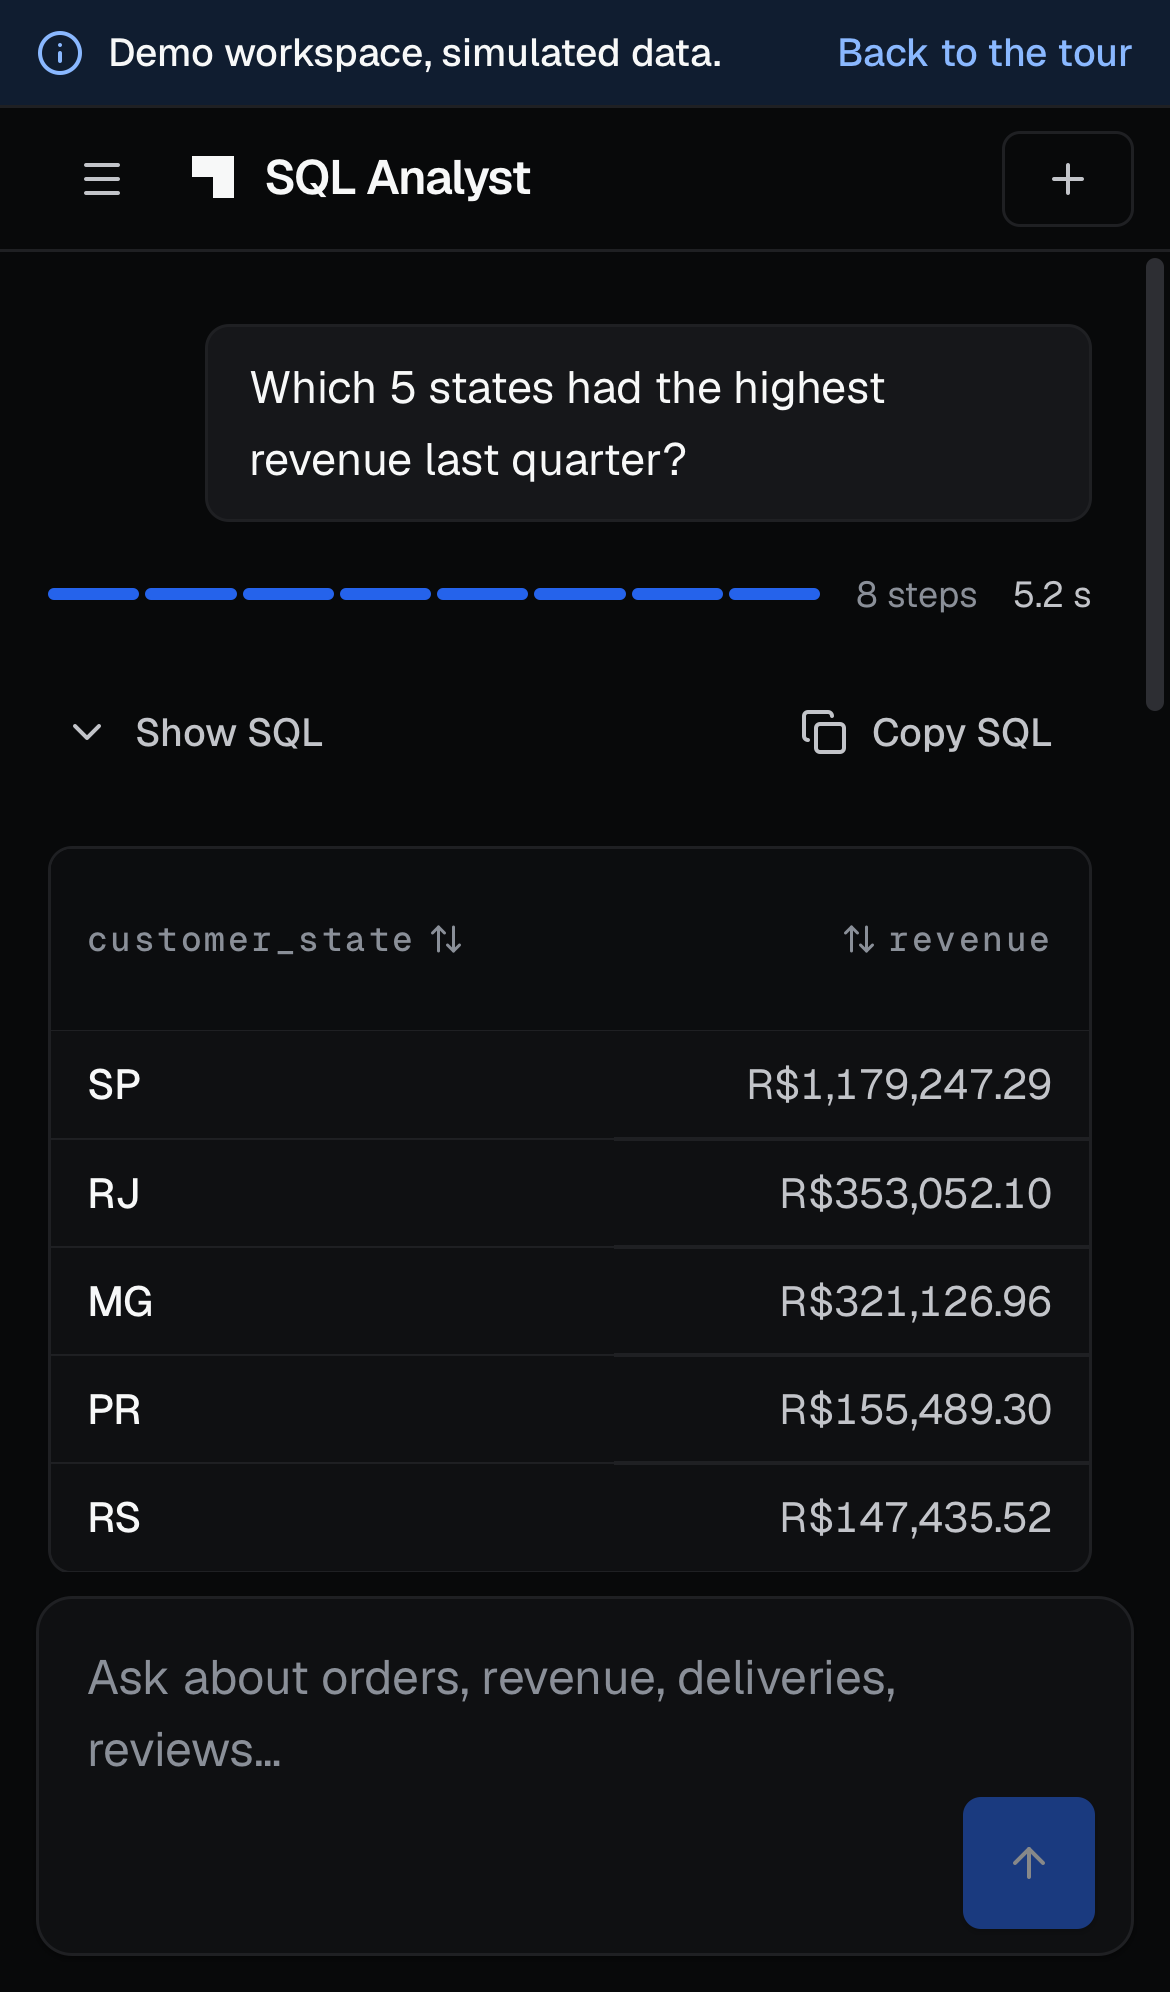 Demo workspace, simulated data. Back to the tour
SQL Analyst
Which 5 states had the highest
revenue last quarter?
8 steps 5.2 s
Show SQL Copy SQL
customer_state revenue
SP R$1,179,247.29
RJ R$353,052.10
MG R$321,126.96
PR R$155,489.30
RS R$147,435.52
Ask about orders, revenue, deliveries,
reviews...